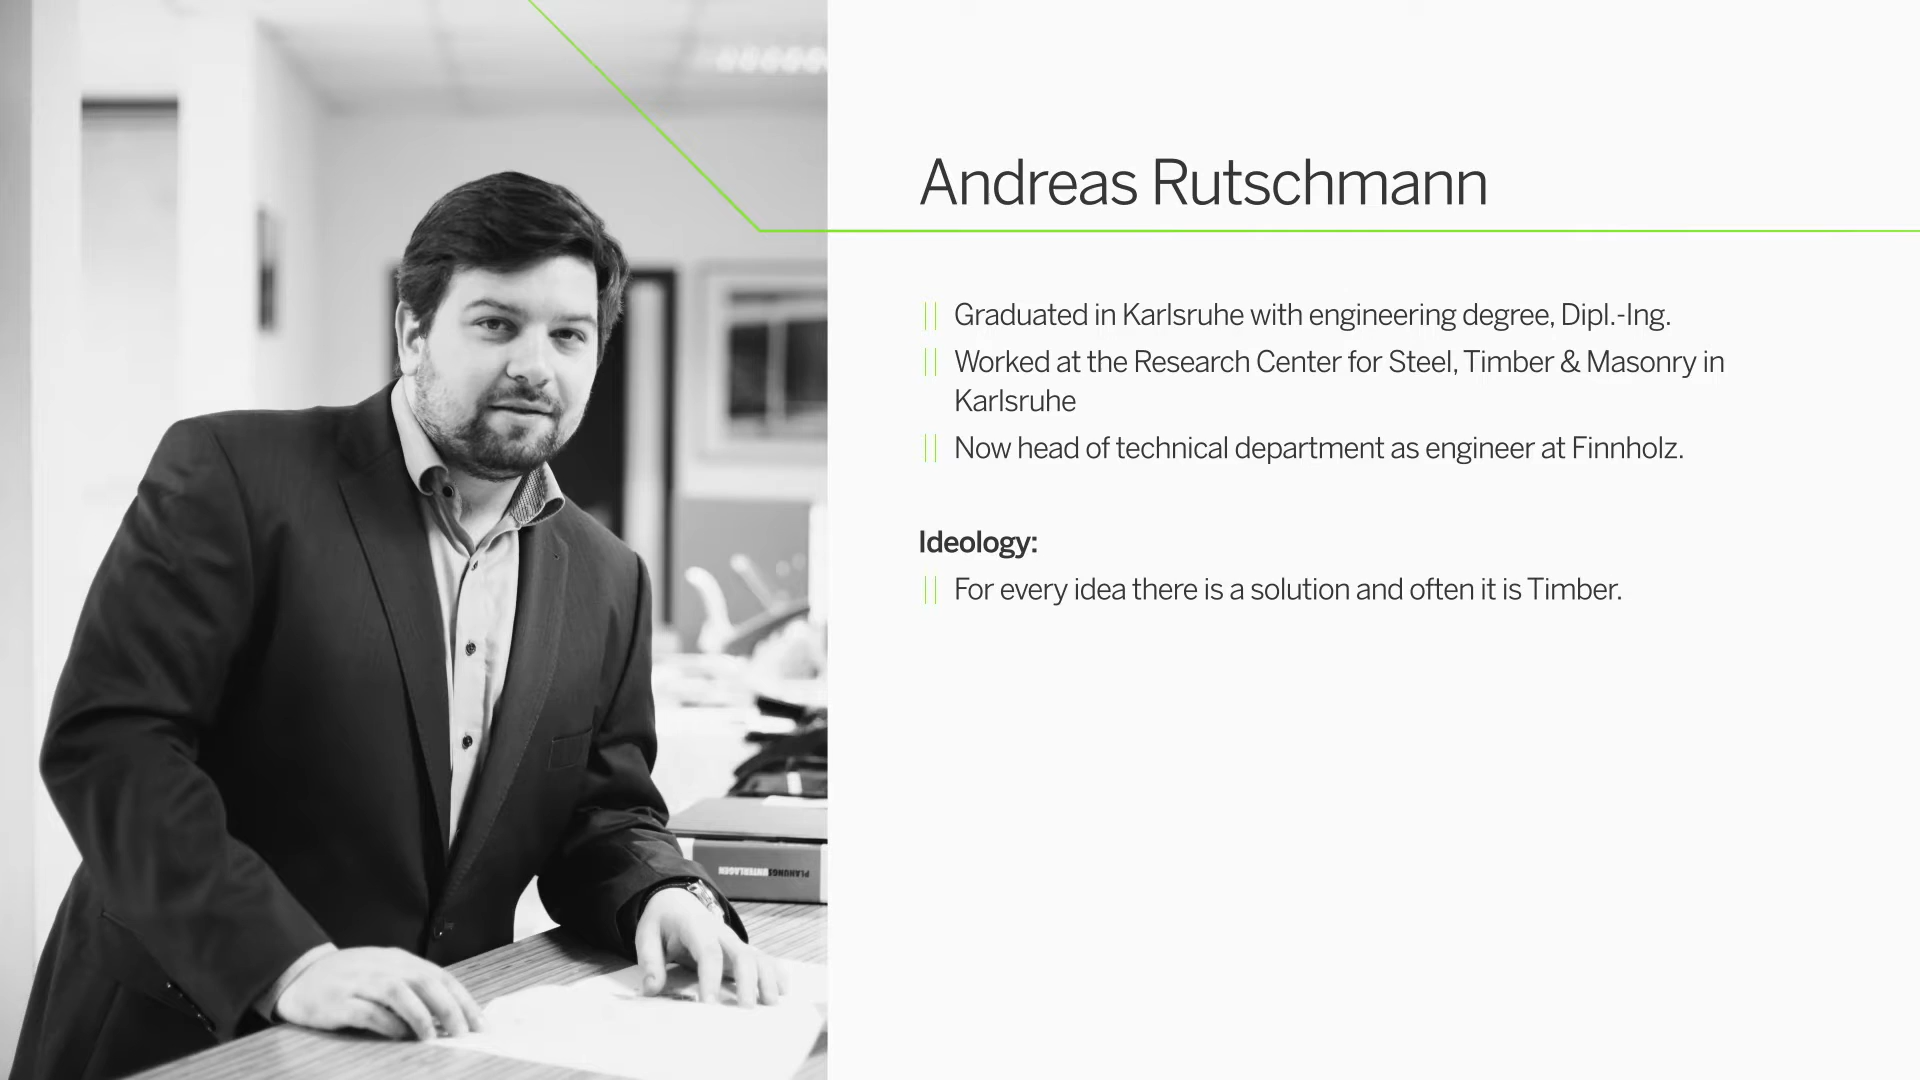 Andreas Rutschmann
Graduated in Karlsruhe with engineering degree, Dipl.-Ing.
Worked at the Research Center for Steel, Timber & Masonry in
Karlsruhe
Now head of technical department as engineer at Finnholz.
Ideology:
For every idea there is a solution and often it is Timber.
PLANUNGSUNTERLAGEN